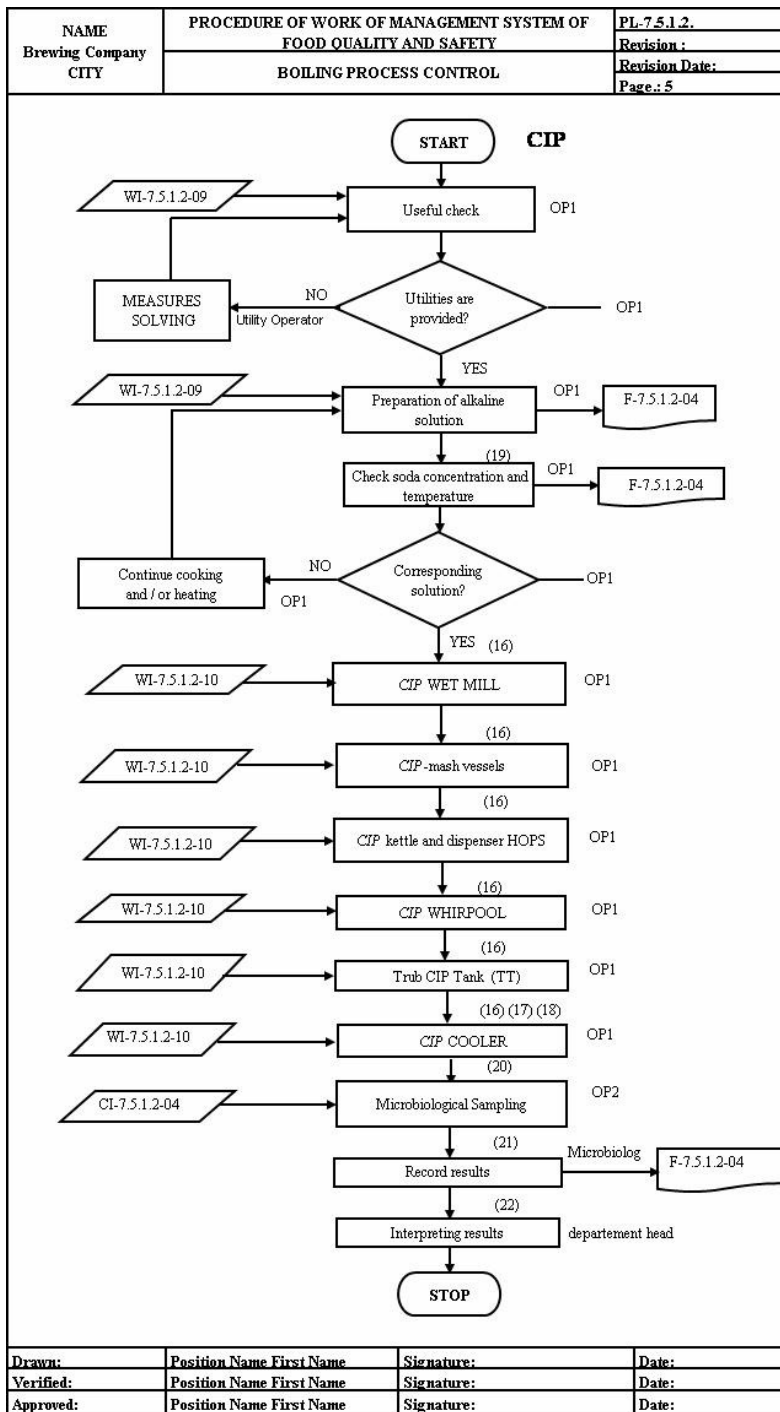 NAME
Brewing Company
CITY
PROCEDURE OF WORK OF MANAGEMENT SYSTEM OF
FOOD QUALITY AND SAFETY
BOILING PROCESS CONTROL
PL-7.5.1.2.
Revision :
Revision Date:
Page.: 5
START
CIP
WI-7.5.1.2-09
Useful check
OP1
MEASURES
SOLVING
NO
Utility Operator
Utilities are
provided?
OP1
YES
WI-7.5.1.2-09
Preparation of alkaline
solution
OP1
F-7.5.1.2-04
(19)
Check soda concentration and
temperature
OP1
F-7.5.1.2-04
Continue cooking
and / or heating
NO
OP1
Corresponding
solution?
OP1
YES (16)
WI-7.5.1.2-10
CIP WET MILL
OP1
(16)
WI-7.5.1.2-10
CIP-mash vessels
OP1
(16)
WI-7.5.1.2-10
CIP kettle and dispenser HOPS
OP1
(16)
WI-7.5.1.2-10
CIP WHIRPOOL
OP1
(16)
WI-7.5.1.2-10
Trub CIP Tank (TT)
OP1
(16) (17) (18)
WI-7.5.1.2-10
CIP COOLER
OP1
(20)
CI-7.5.1.2-04
Microbiological Sampling
OP2
(21)
Record results
Microbiolog
F-7.5.1.2-04
(22)
Interpreting results
departement head
STOP
Drawn: Position Name First Name Signature: Date:
Verified: Position Name First Name Signature: Date:
Approved: Position Name First Name Signature: Date: